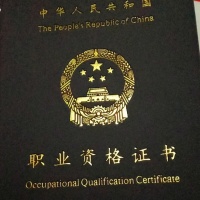 中华人民共和国
The People's Republic of China
职业资格证书
Occupational Qualification Certificate